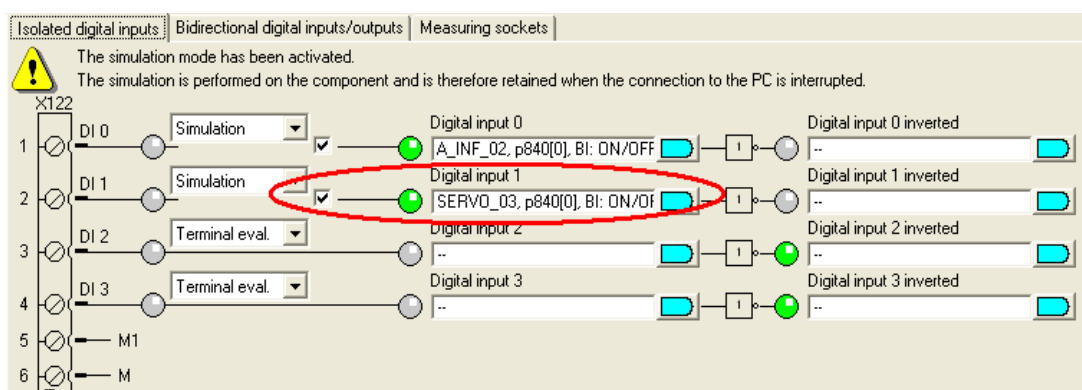 Isolated digital inputs Bidirectional digital inputs/outputs Measuring sockets
The simulation mode has been activated.
The simulation is performed on the component and is therefore retained when the connection to the PC is interrupted.
X122
Digital input 0 Digital input 0 inverted
DI 0 Simulation
1 A_INF_02, p840[0], BI: ON/OFF 1 --
Digital input 1 Digital input 1 inverted
DI 1 Simulation
2 SERVO_03, p840[0], BI: ON/OF 1 --
Digital input 2 Digital input 2 inverted
DI 2 Terminal eval.
3 -- 1 --
Digital input 3 Digital input 3 inverted
DI 3 Terminal eval.
4 -- 1 --
5 M1
6 M